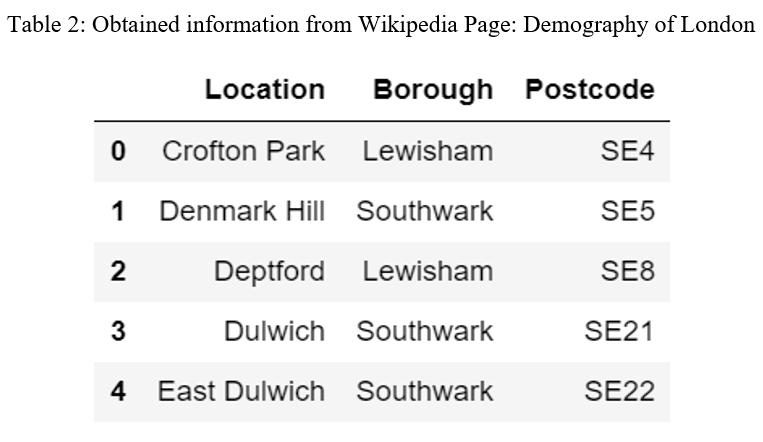 Table 2: Obtained information from Wikipedia Page: Demography of London
Location Borough Postcode
0 Crofton Park Lewisham SE4
1 Denmark Hill Southwark SE5
2 Deptford Lewisham SE8
3 Dulwich Southwark SE21
4 East Dulwich Southwark SE22